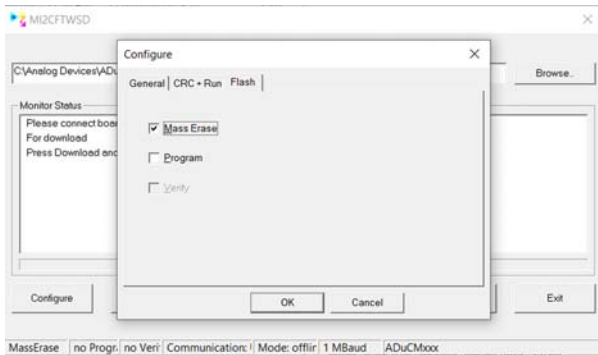 MI2CFTWSD
Configure
C:\Analog Devices\ADu
Browse..
General CRC + Run Flash
Monitor Status
Please connect boar
For download
Press Download and
Mass Erase
Program
Verify
OK Cancel
Configure
Exit
MassErase no Progr. no Veri Communication: Mode: offlir 1 MBaud ADuCMxxx